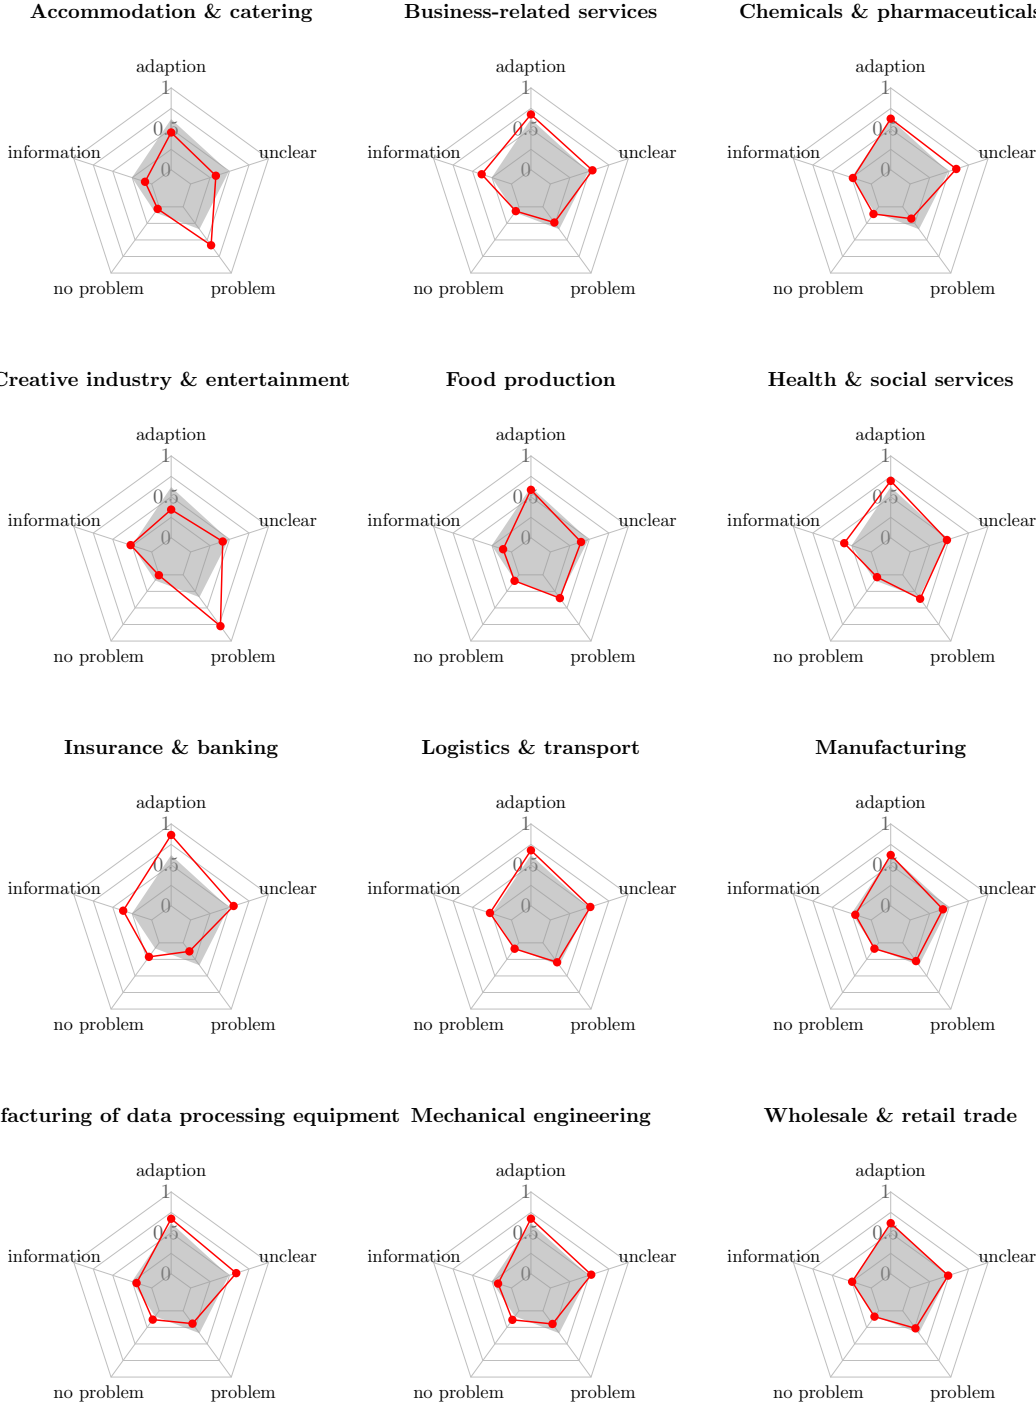 Accommodation & catering
adaption
1
0.5
0
information
unclear
no problem
problem
Business-related services
adaption
1
0.5
0
information
unclear
no problem
problem
Chemicals & pharmaceuticals
adaption
1
0.5
0
information
unclear
no problem
problem
Creative industry & entertainment
adaption
1
0.5
0
information
unclear
no problem
problem
Food production
adaption
1
0.5
0
information
unclear
no problem
problem
Health & social services
adaption
1
0.5
0
information
unclear
no problem
problem
Insurance & banking
adaption
1
0.5
0
information
unclear
no problem
problem
Logistics & transport
adaption
1
0.5
0
information
unclear
no problem
problem
Manufacturing
adaption
1
0.5
0
information
unclear
no problem
problem
facturing of data processing equipment
adaption
1
0.5
0
information
unclear
no problem
problem
Mechanical engineering
adaption
1
0.5
0
information
unclear
no problem
problem
Wholesale & retail trade
adaption
1
0.5
0
information
unclear
no problem
problem